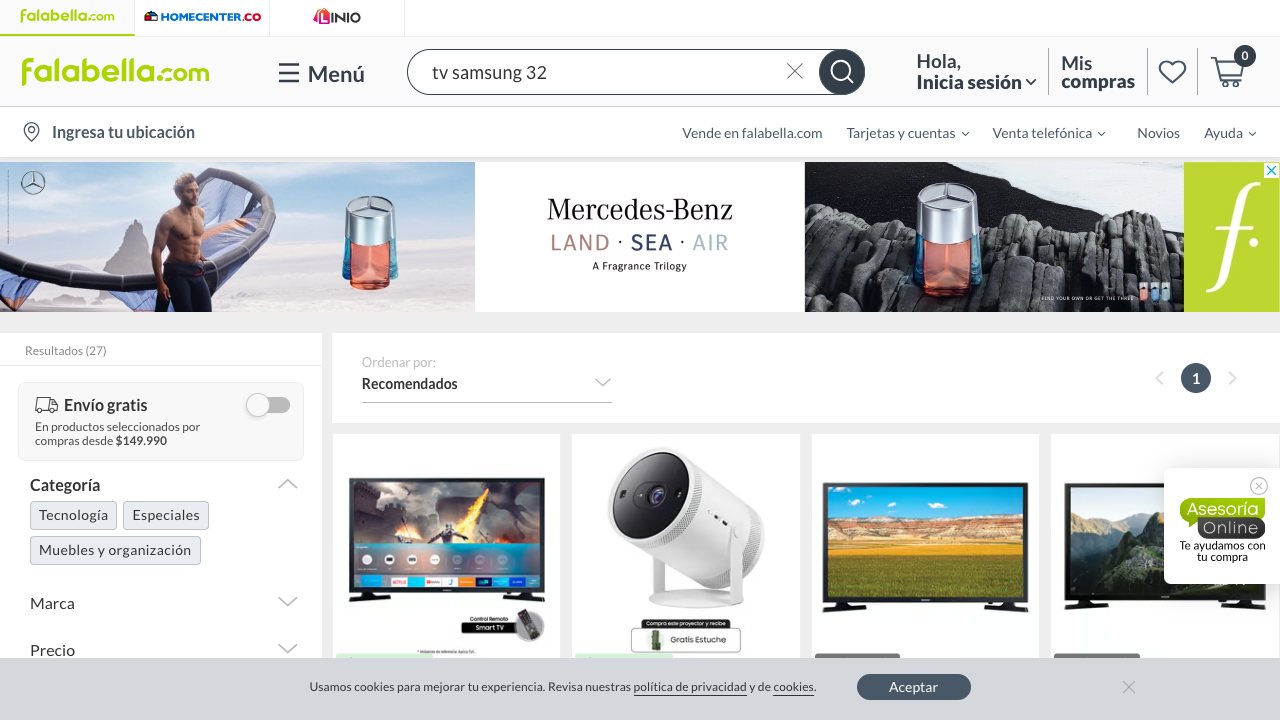 falabella.com
HOMECENTER.CO
LINIO
falabella.com
Menú
tv samsung 32
Hola,
Inicia sesión
Mis
compras
0
Ingresa tu ubicación
Vende en falabella.com
Tarjetas y cuentas
Venta telefónica
Novios
Ayuda
Mercedes-Benz
LAND · SEA · AIR
A Fragrance Trilogy
FIND YOUR OWN OR GET THE THREE
f.
Resultados (27)
Envío gratis
En productos seleccionados por
compras desde $149.990
Categoría
Tecnología
Especiales
Muebles y organización
Marca
Precio
Ordenar por:
Recomendados
1
Control Remoto
Smart TV
Compra este proyector y recibe
Gratis Estuche
Asesoría
Online
Te ayudamos con
tu compra
Usamos cookies para mejorar tu experiencia. Revisa nuestras política de privacidad y de cookies.
Aceptar